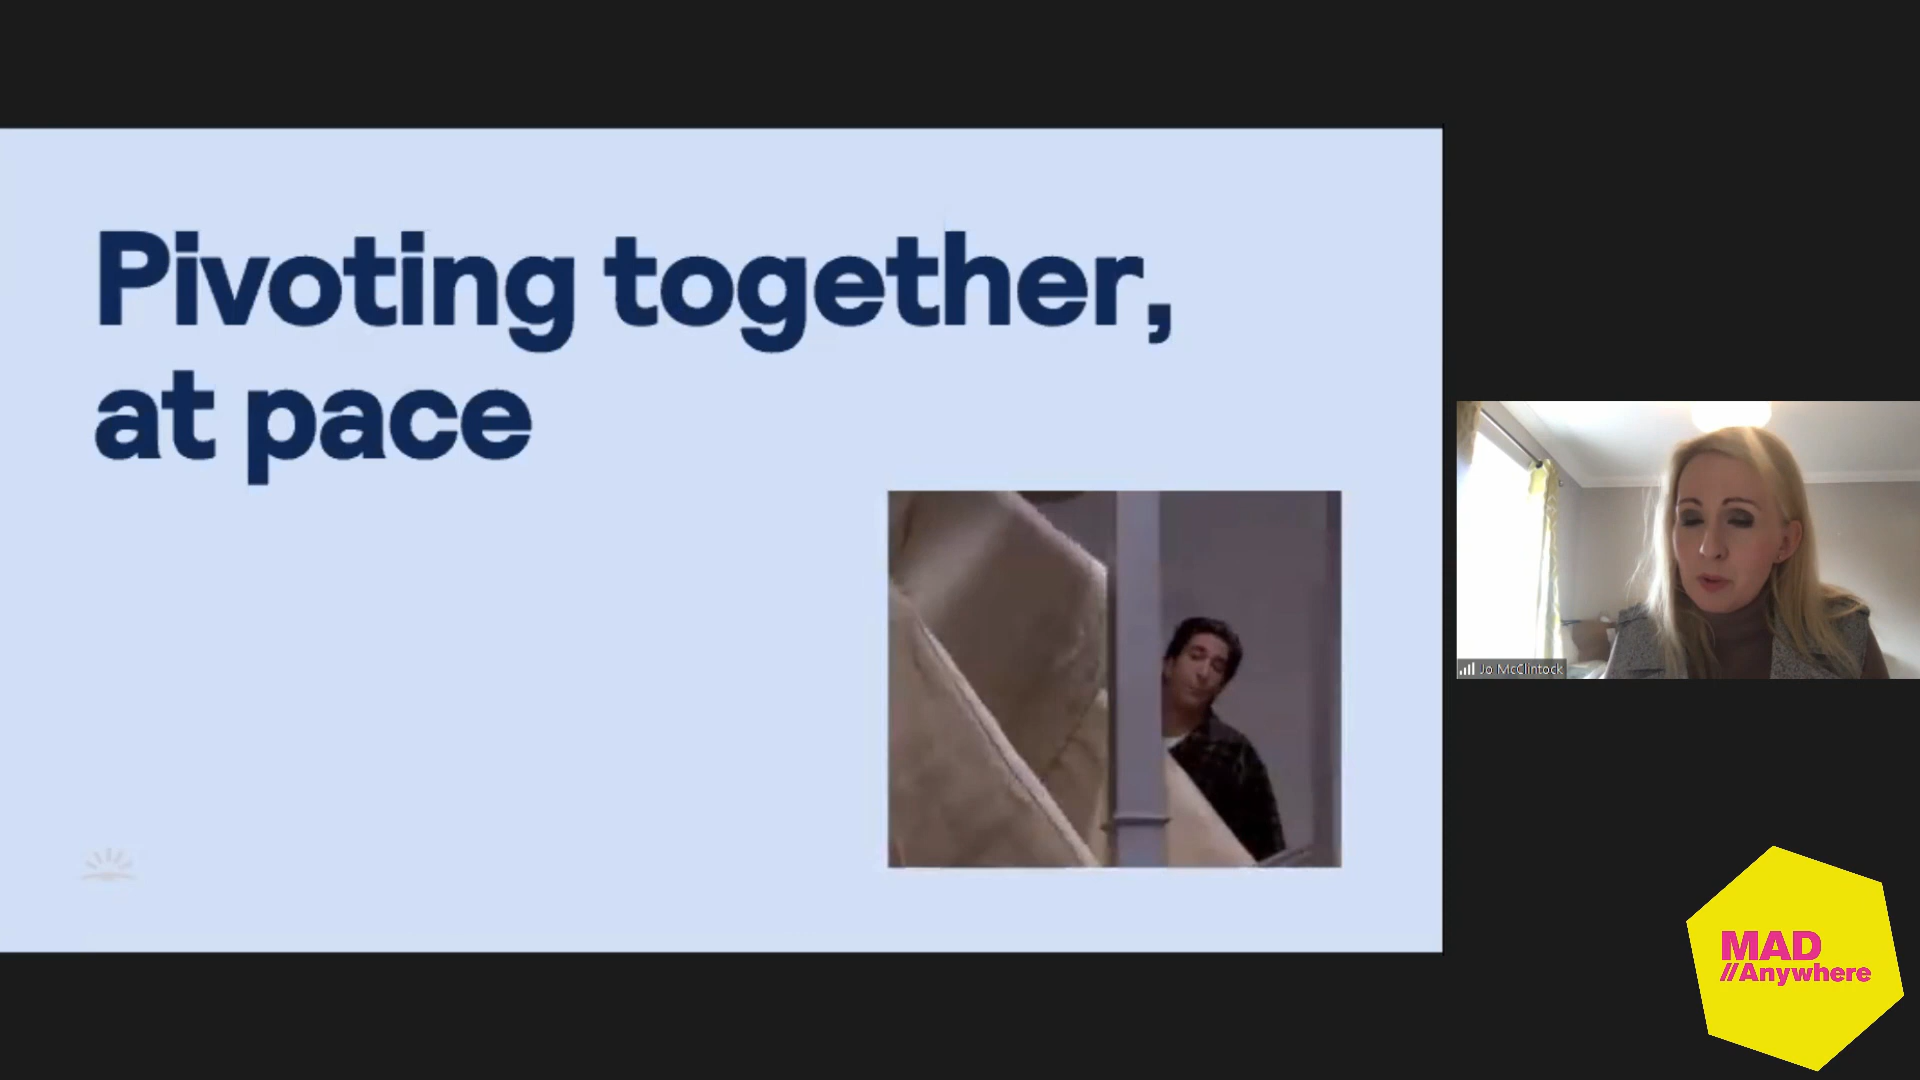 Pivoting together,
at pace
Jo McClintock
MAD
//Anywhere